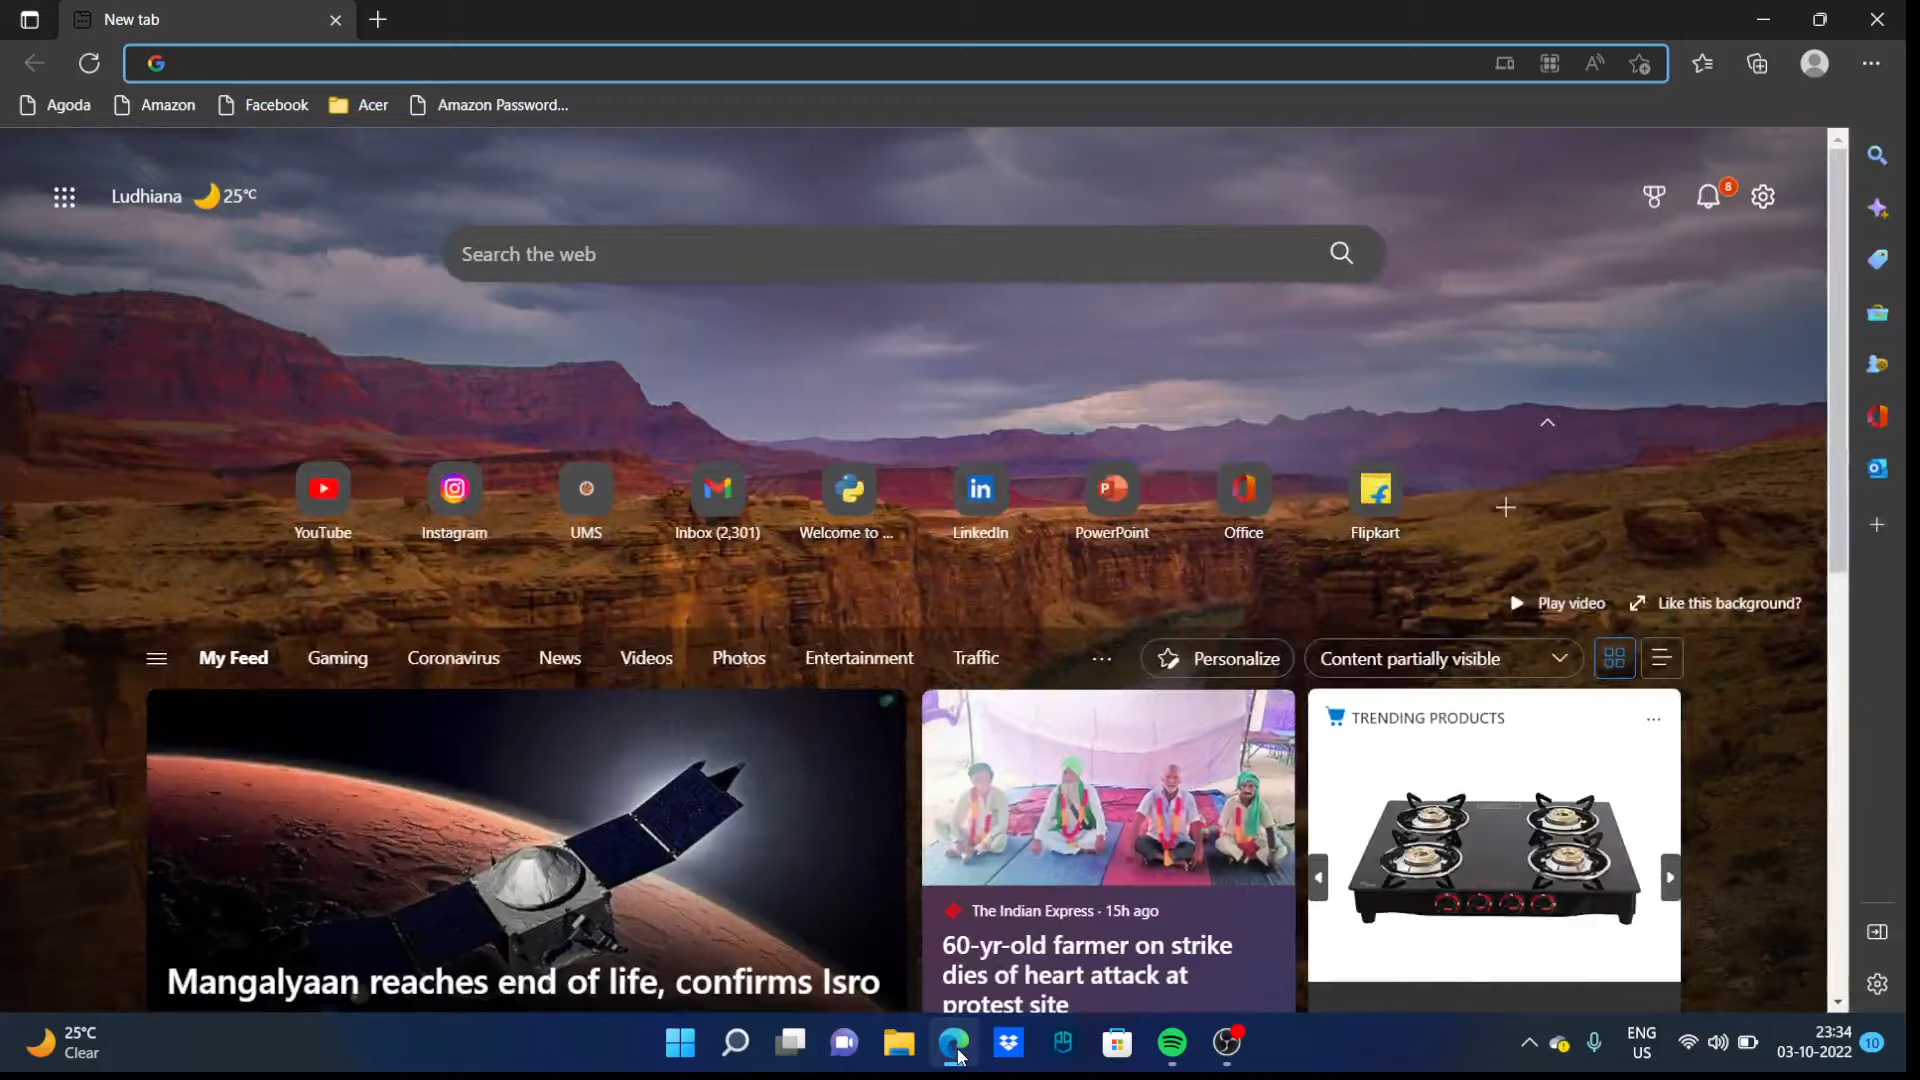 New tab
Agoda
Amazon
Facebook
Acer
Amazon Password...
Ludhiana
25°C
8
Search the web
YouTube
Instagram
UMS
Inbox (2,301)
Welcome to ...
LinkedIn
PowerPoint
Office
Flipkart
Play video
Like this background?
My Feed
Gaming
Coronavirus
News
Videos
Photos
Entertainment
Traffic
Personalize
Content partially visible
Mangalyaan reaches end of life, confirms Isro
The Indian Express · 15h ago
60-yr-old farmer on strike
dies of heart attack at
protest site
TRENDING PRODUCTS
25°C
Clear
ENG
US
23:34
03-10-2022
10